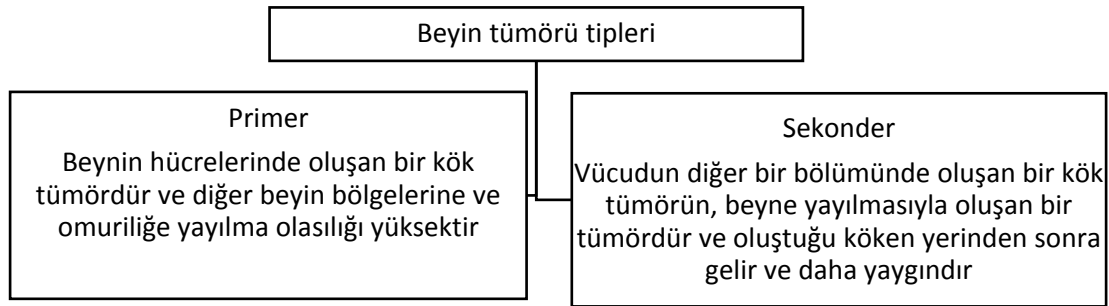 Beyin tümörü tipleri
Primer
Beynin hücrelerinde oluşan bir kök
tümördür ve diğer beyin bölgelerine ve
omuriliğe yayılma olasılığı yüksektir
Sekonder
Vücudun diğer bir bölümünde oluşan bir kök
tümörün, beyne yayılmasıyla oluşan bir
tümördür ve oluştuğu köken yerinden sonra
gelir ve daha yaygındır